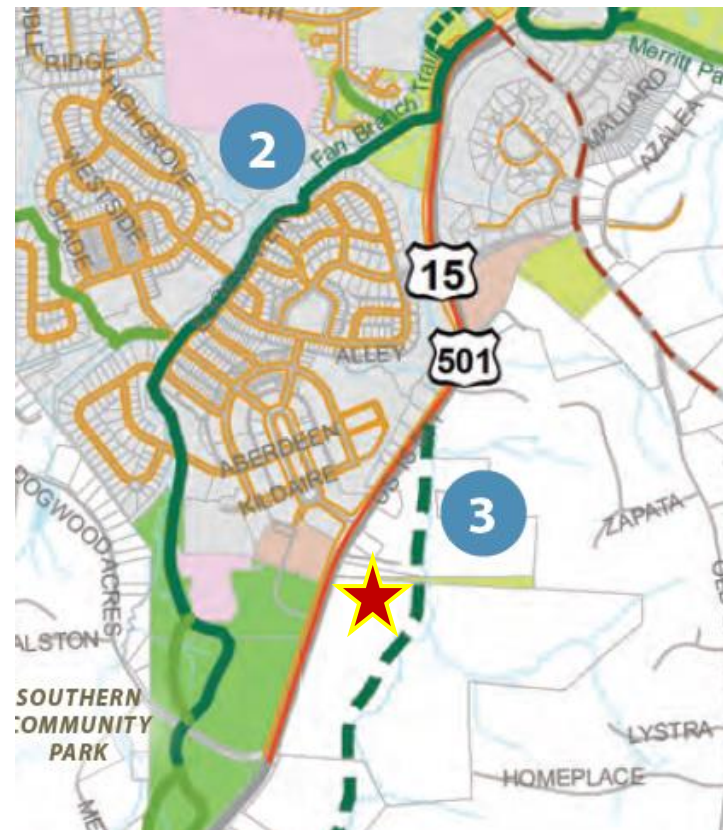 RIDGE
HIGHGROVE
Merritt Pa
MALLARD
AZALEA
2
Fan Branch Trail
WESTSIDE
GLADE
15
501
ALLEY
ABERDEEN
KILDAIRE
3
ZAPATA
DOGWOOD ACRES
ALSTON
SOUTHERN
COMMUNITY
PARK
LYSTRA
HOMEPLACE